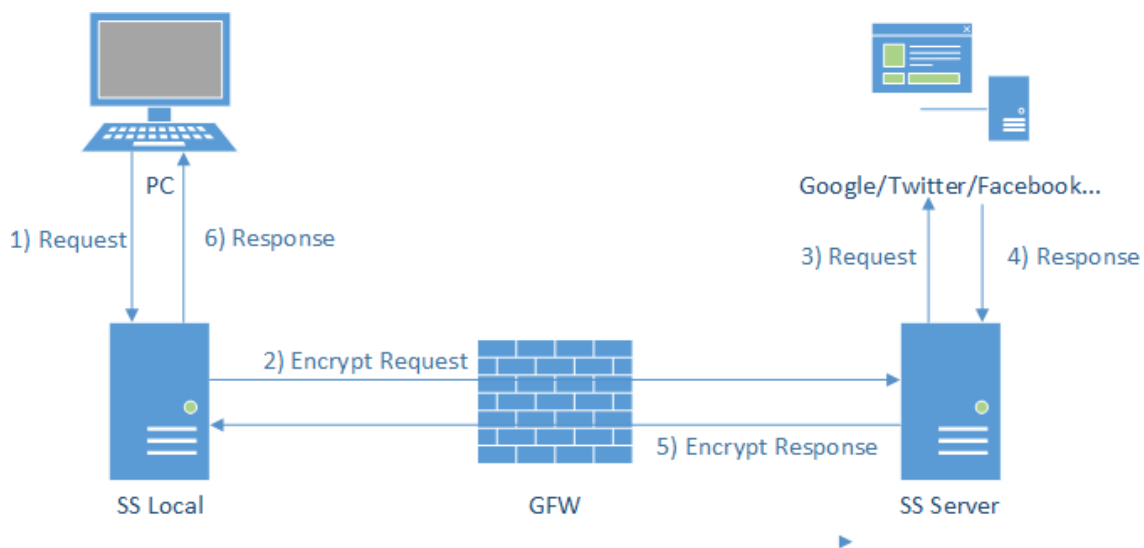 PC
Google/Twitter/Facebook...
1) Request
6) Response
3) Request
4) Response
2) Encrypt Request
5) Encrypt Response
SS Local
GFW
SS Server